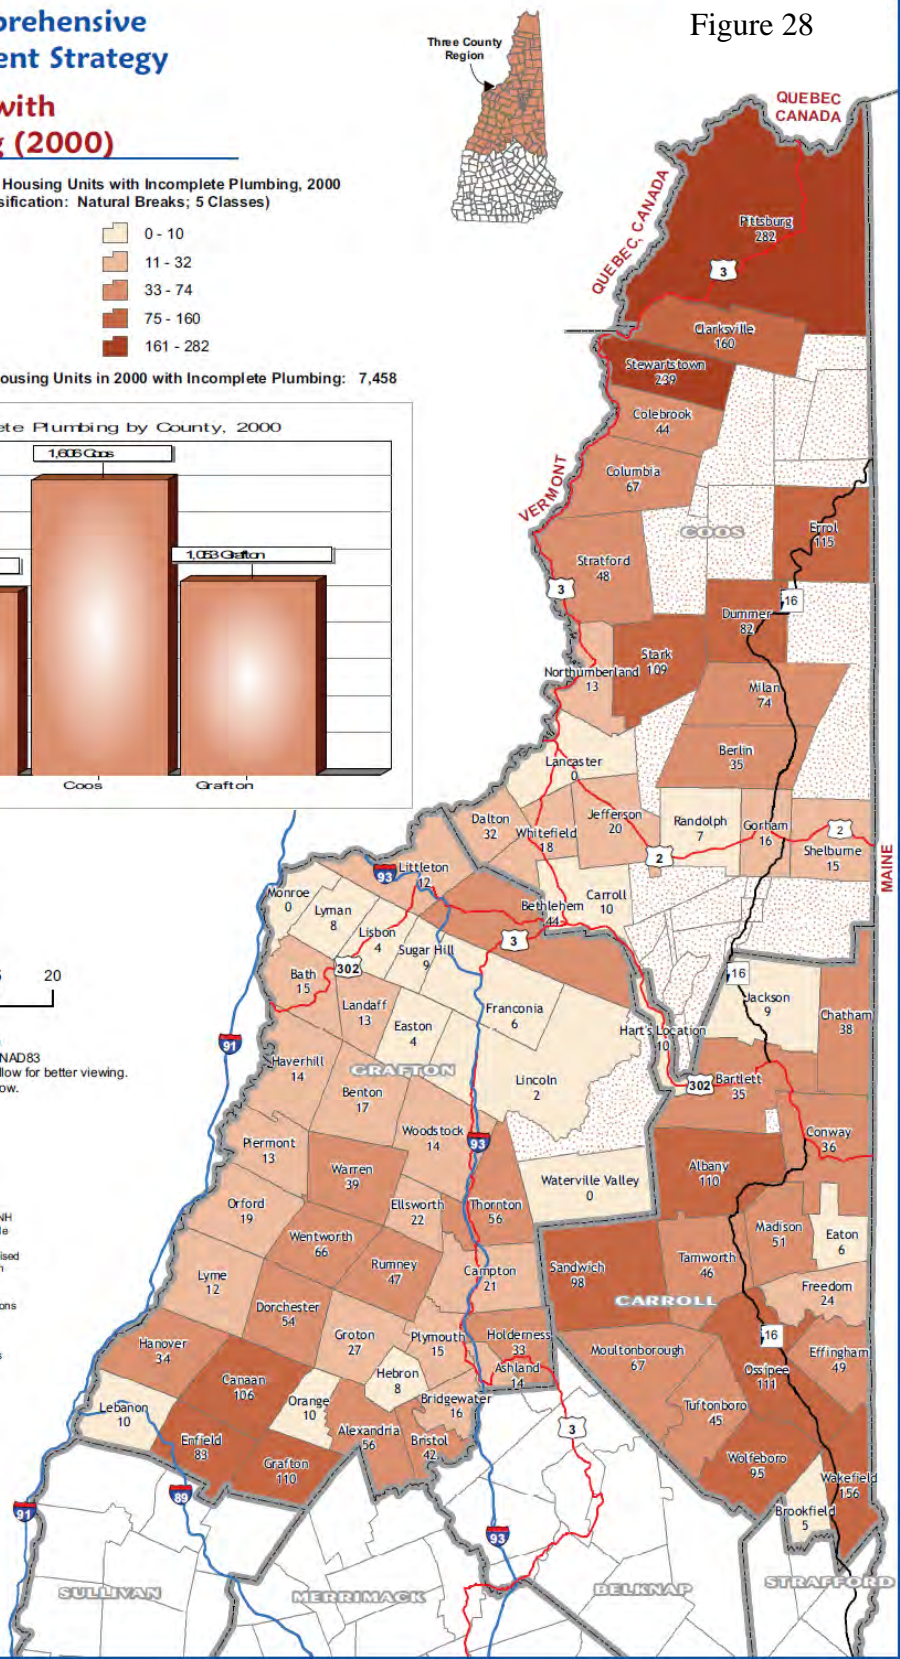 prehensive
ent Strategy
Figure 28
with
g (2000)
Three County
Region
Housing Units with Incomplete Plumbing, 2000
sification: Natural Breaks; 5 Classes)
0 - 10
11 - 32
33 - 74
75 - 160
161 - 282
ousing Units in 2000 with Incomplete Plumbing: 7,458
ete Plumbing by County, 2000
1,606 Coos
1,053 Grafton
Coos
Grafton
20
NAD83
llow for better viewing.
ow.
NH
le
ised
n
ons
s
QUEBEC
CANADA
QUEBEC, CANADA
VERMONT
MAINE
Pittsburg
282
3
Clarksville
160
Stewartstown
239
Colebrook
44
Columbia
67
COOS
Errol
115
Stratford
48
3
16
Dummer
82
Stark
109
Northumberland
13
Milan
74
Berlin
35
Lancaster
0
Dalton
32
Whitefield
18
Jefferson
20
Randolph
7
Gorham
16
2
2
Shelburne
15
Littleton
12
93
Monroe
0
Lyman
8
Lisbon
4
Sugar Hill
9
Bethlehem
44
Carroll
10
3
302
Bath
15
Landaff
13
Easton
4
Franconia
6
16
Jackson
9
Chatham
38
Hart's Location
10
91
Haverhill
14
GRAFTON
Lincoln
2
302
Bartlett
35
Benton
17
Woodstock
14
93
Conway
36
Piermont
13
Warren
39
Waterville Valley
0
Albany
110
Orford
19
Ellsworth
22
Thornton
56
Wentworth
66
Madison
51
Eaton
6
Lyme
12
Rumney
47
Campton
21
Sandwich
98
Tamworth
46
Freedom
24
CARROLL
Dorchester
54
Hanover
34
Groton
27
Plymouth
15
Holderness
33
Moultonborough
67
16
Effingham
49
Ossipee
111
Canaan
106
Hebron
8
Ashland
14
Lebanon
10
Orange
10
Bridgewater
16
Tuftonboro
45
Enfield
83
Alexandria
56
Bristol
42
3
Grafton
110
Wolfeboro
95
Wakefield
156
Brookfield
5
91
89
93
SULLIVAN
MERRIMACK
BELKNAP
STRAFFORD